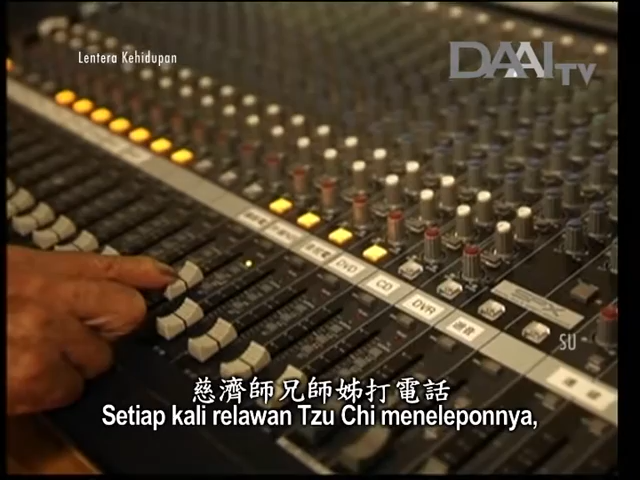 Lentera Kehidupan
DAAI TV
DVD
CD
DVR
SU
慈濟師兄師姊打電話
Setiap kali relawan Tzu Chi meneleponnya,